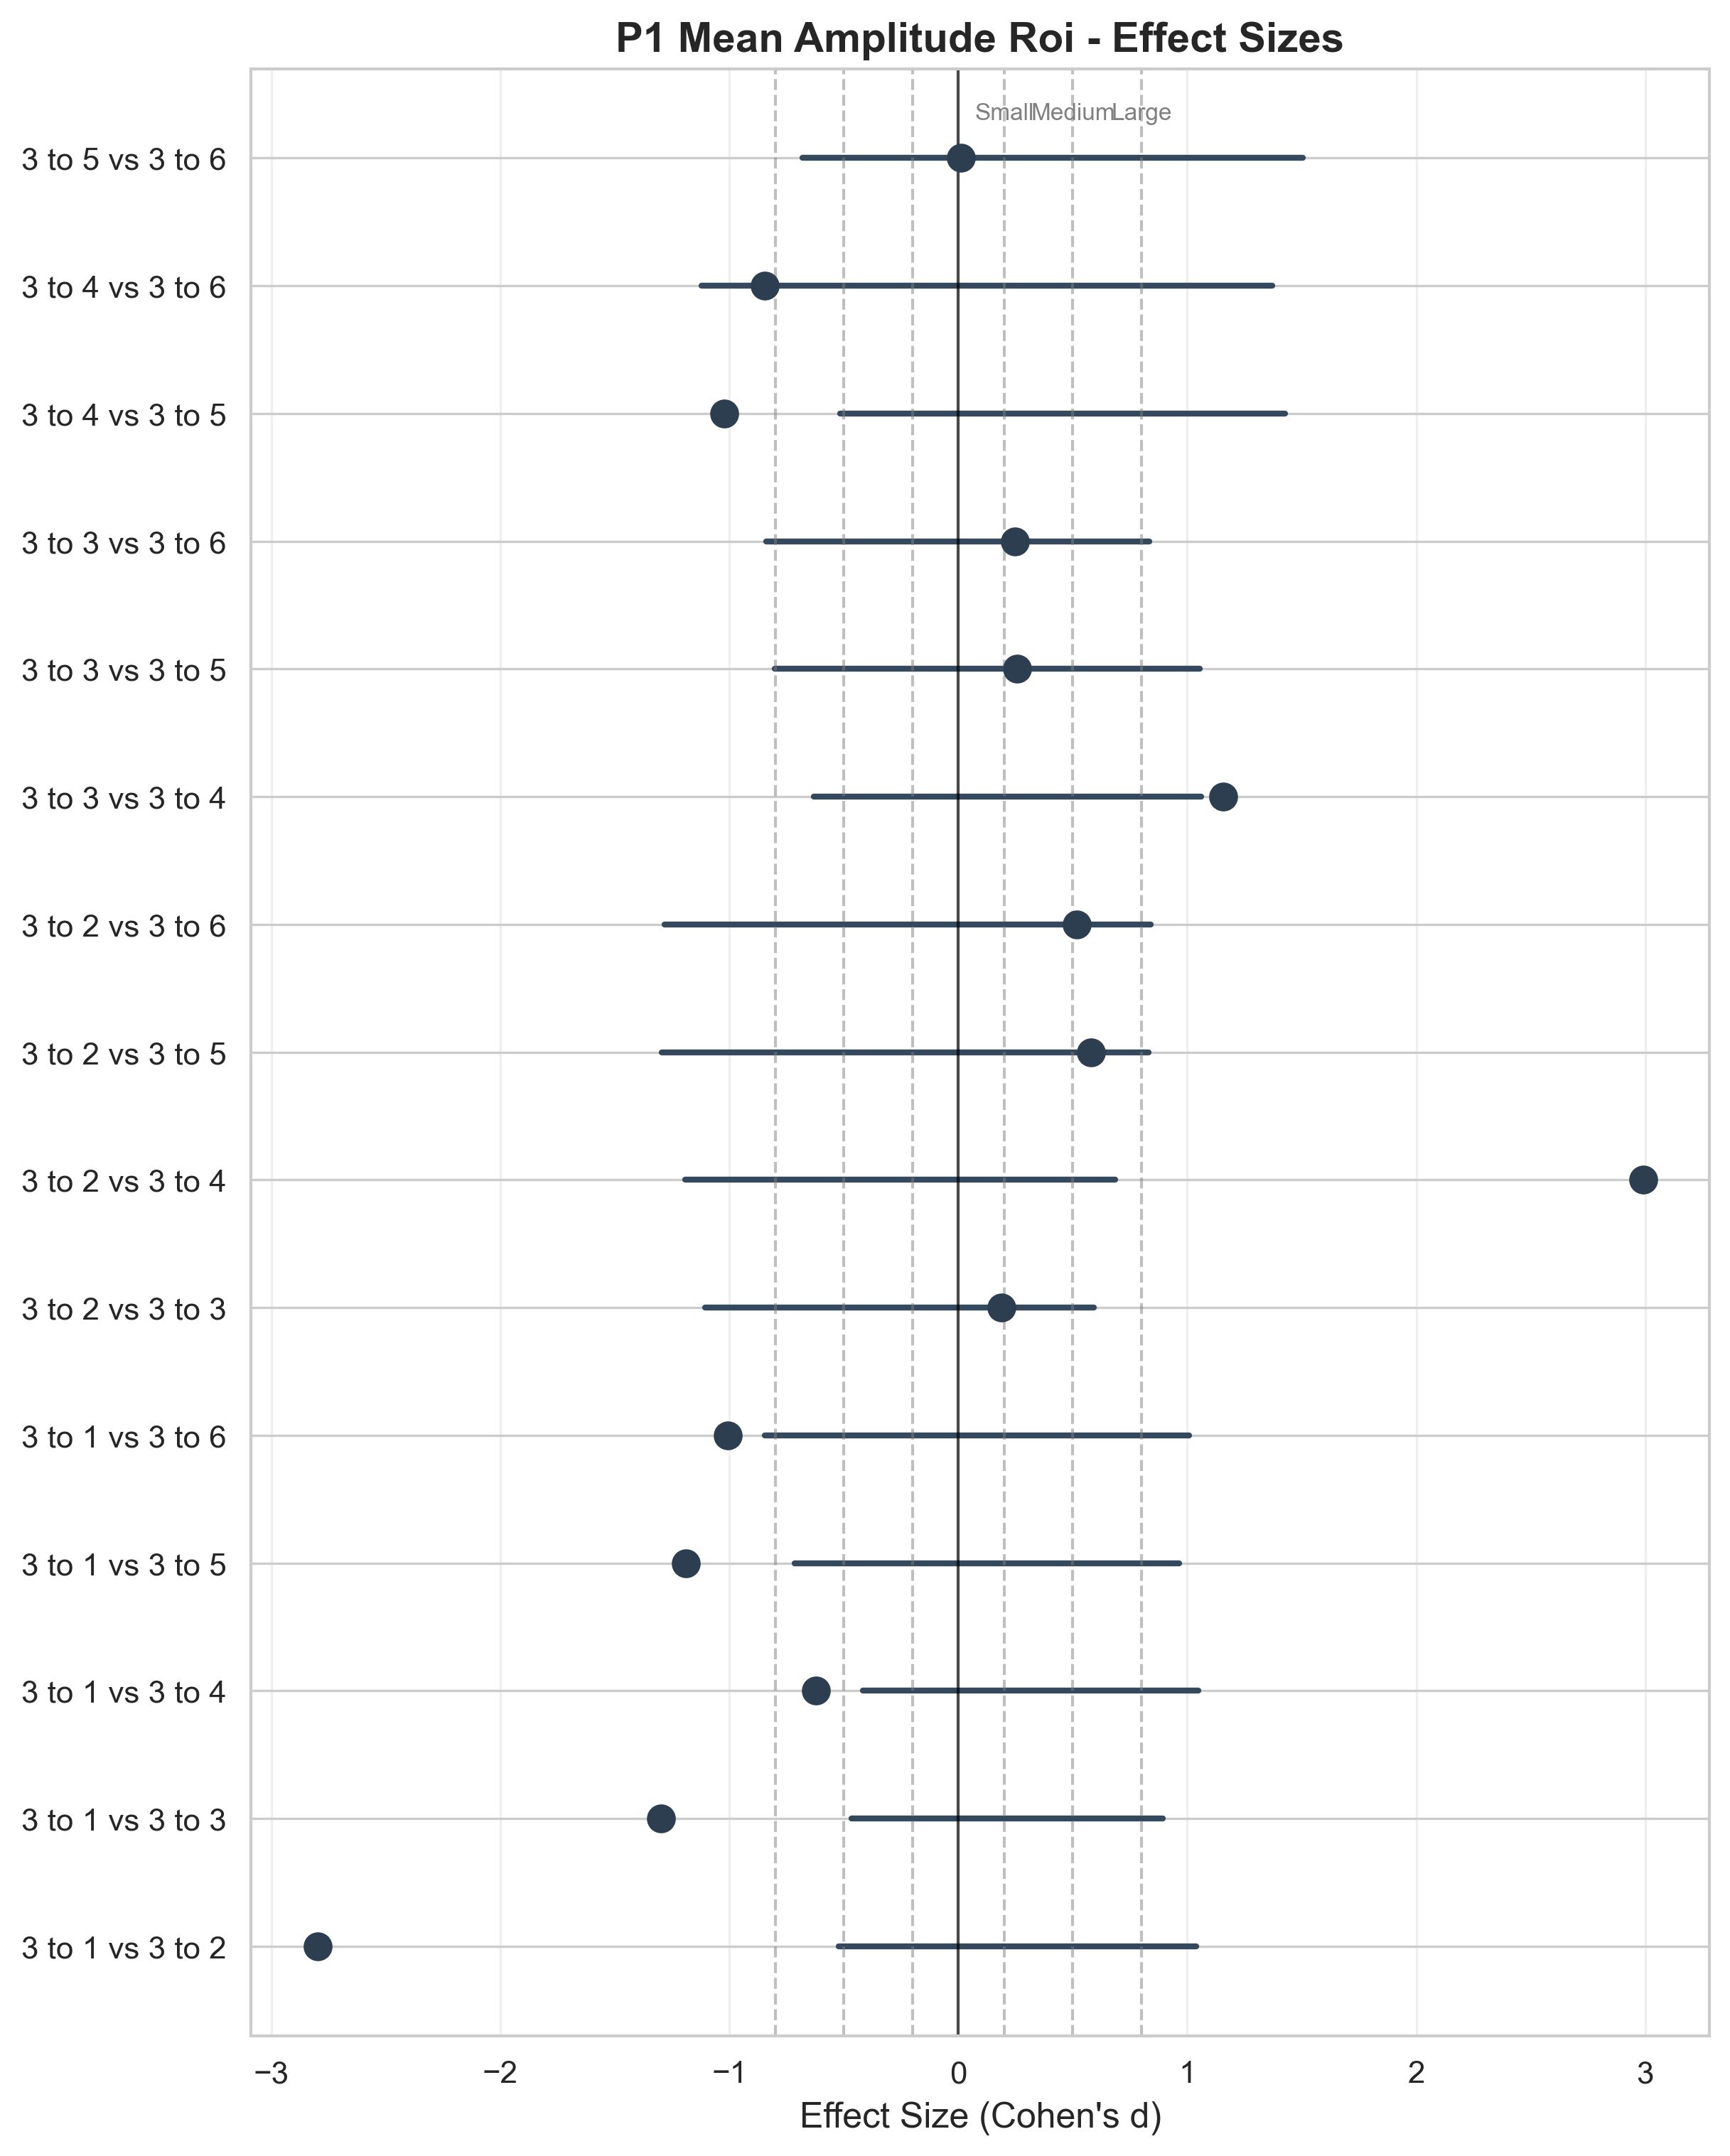 P1 Mean Amplitude Roi - Effect Sizes
Small Medium Large
3 to 5 vs 3 to 6
3 to 4 vs 3 to 6
3 to 4 vs 3 to 5
3 to 3 vs 3 to 6
3 to 3 vs 3 to 5
3 to 3 vs 3 to 4
3 to 2 vs 3 to 6
3 to 2 vs 3 to 5
3 to 2 vs 3 to 4
3 to 2 vs 3 to 3
3 to 1 vs 3 to 6
3 to 1 vs 3 to 5
3 to 1 vs 3 to 4
3 to 1 vs 3 to 3
3 to 1 vs 3 to 2
−3 −2 −1 0 1 2 3
Effect Size (Cohen's d)